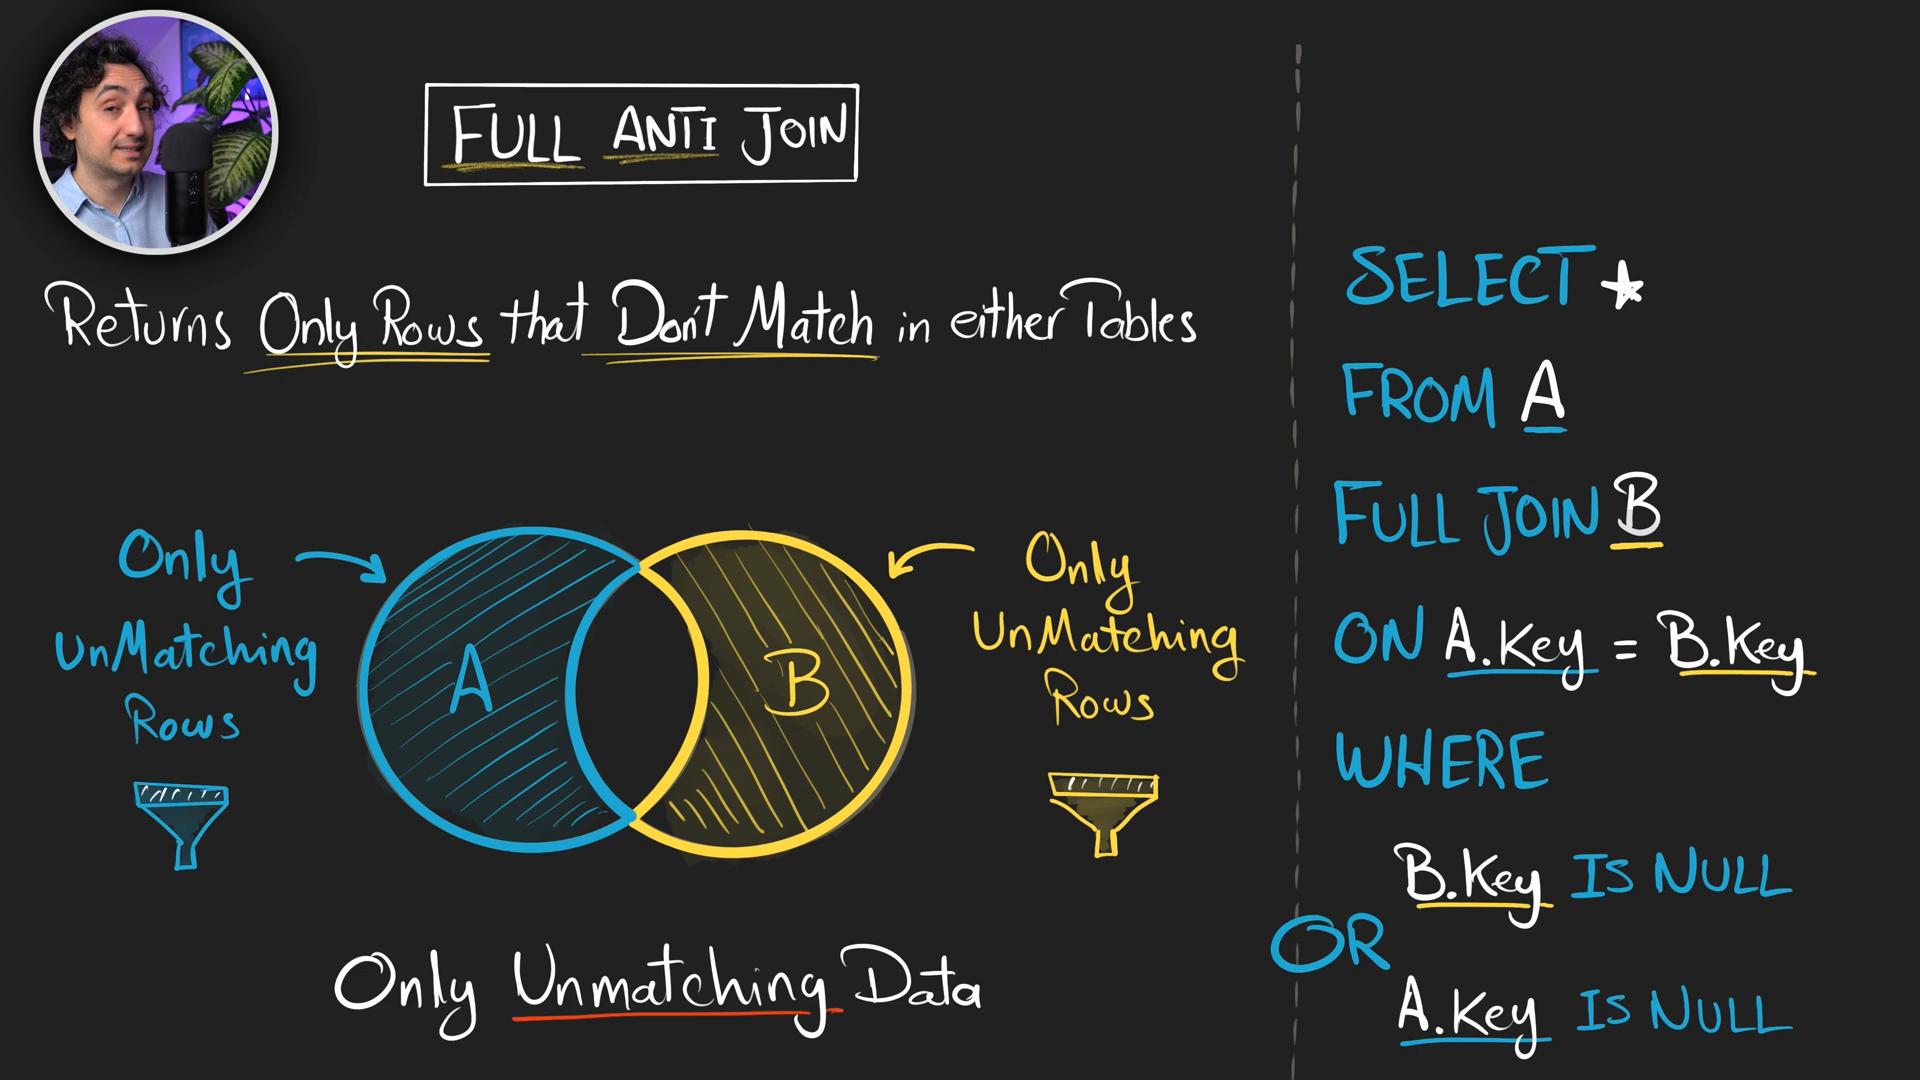 FULL ANTI JOIN
Returns Only Rows that Don't Match in either Tables
Only
UnMatching
Rows
A
B
Only
UnMatching
Rows
Only Unmatching Data
SELECT *
FROM A
FULL JOIN B
ON A.Key = B.Key
WHERE
B.Key IS NULL
OR
A.Key IS NULL